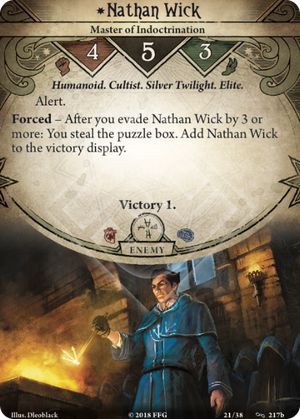 *Nathan Wick
Master of Indoctrination
4 5 3
Humanoid. Cultist. Silver Twilight. Elite.
Alert.
Forced – After you evade Nathan Wick by 3 or
more: You steal the puzzle box. Add Nathan Wick
to the victory display.
Victory 1.
ENEMY
Illus. Dleoblack © 2018 FFG 21/38 217b